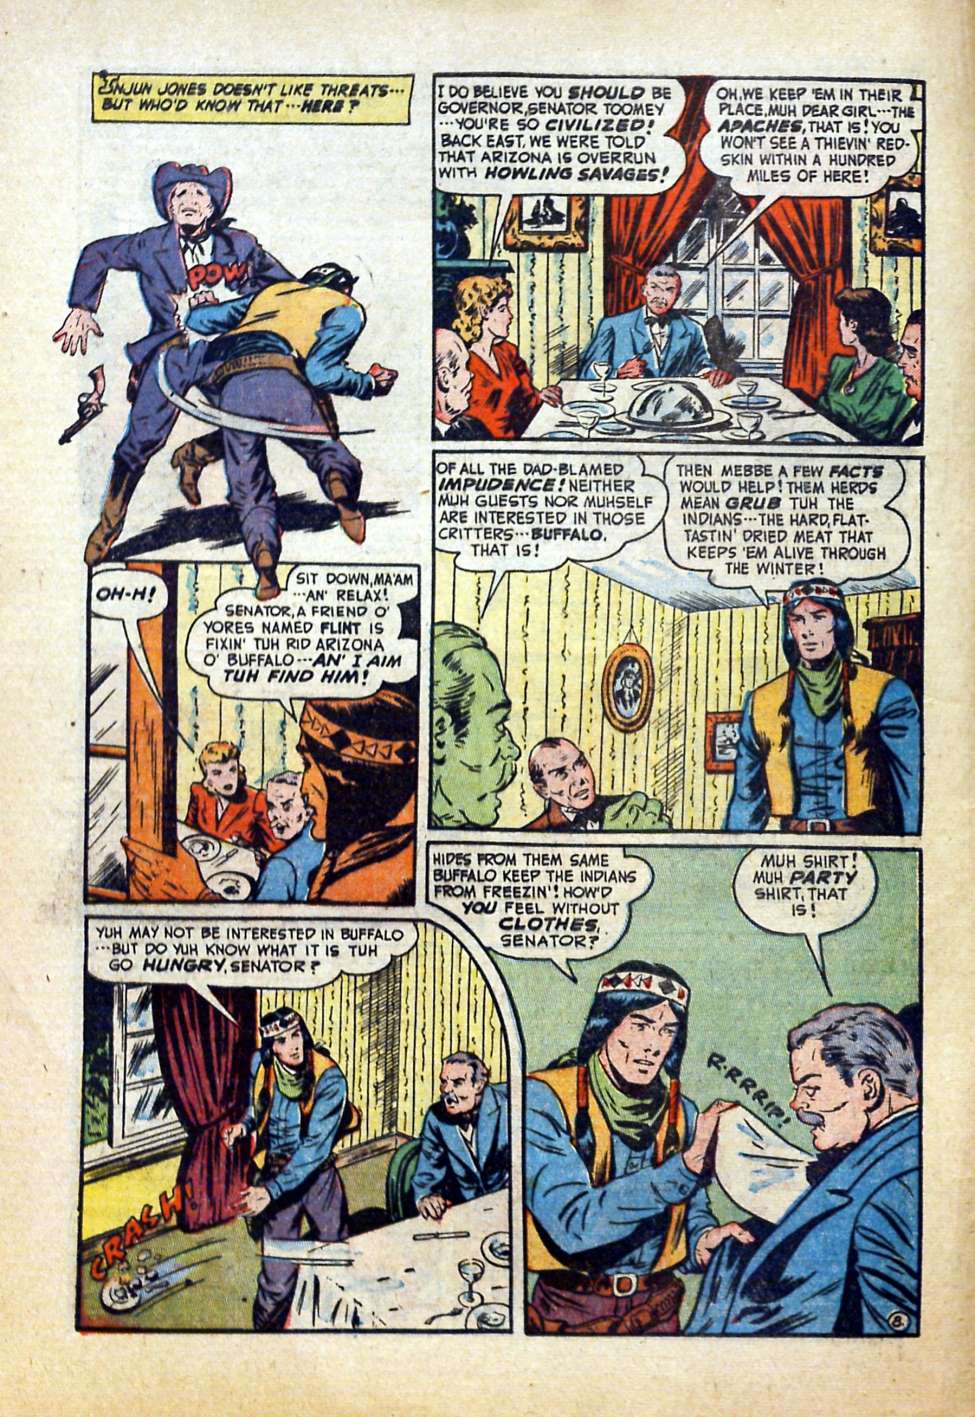 INJUN JONES DOESN'T LIKE THREATS...
BUT WHO'D KNOW THAT...HERE?
POW!
I DO BELIEVE YOU SHOULD BE
GOVERNOR, SENATOR TOOMEY
...YOU'RE SO CIVILIZED!
BACK EAST, WE WERE TOLD
THAT ARIZONA IS OVERRUN
WITH HOWLING SAVAGES!
OH, WE KEEP 'EM IN THEIR
PLACE, MUH DEAR GIRL...THE
APACHES, THAT IS! YOU
WON'T SEE A THIEVIN' RED-
SKIN WITHIN A HUNDRED
MILES OF HERE!
OH-H!
SIT DOWN, MA'AM
...AN' RELAX!
SENATOR, A FRIEND O'
YORES NAMED FLINT IS
FIXIN' TUH RID ARIZONA
O' BUFFALO...AN' I AIM
TUH FIND HIM!
OF ALL THE DAD-BLAMED
IMPUDENCE! NEITHER
MUH GUESTS NOR MUHSELF
ARE INTERESTED IN THOSE
CRITTERS...BUFFALO,
THAT IS!
THEN MEBBE A FEW FACTS
WOULD HELP! THEM HERDS
MEAN GRUB TUH THE
INDIANS...THE HARD, FLAT-
TASTIN' DRIED MEAT THAT
KEEPS 'EM ALIVE THROUGH
THE WINTER!
YUH MAY NOT BE INTERESTED IN BUFFALO
...BUT DO YUH KNOW WHAT IT IS TUH
GO HUNGRY, SENATOR?
CRASH!
HIDES FROM THEM SAME
BUFFALO KEEP THE INDIANS
FROM FREEZIN'! HOW'D
YOU FEEL WITHOUT
CLOTHES,
SENATOR?
MUH SHIRT!
MUH PARTY
SHIRT, THAT
IS!
R-R-R-RIP!
8.